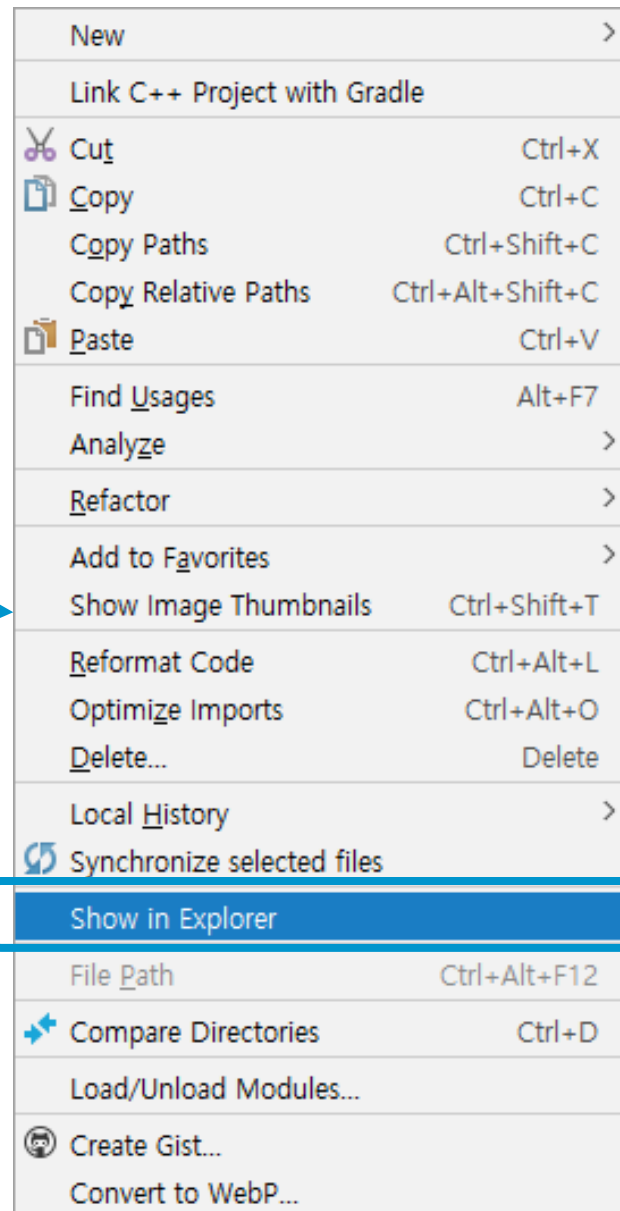 New
Link C++ Project with Gradle
Cut Ctrl+X
Copy Ctrl+C
Copy Paths Ctrl+Shift+C
Copy Relative Paths Ctrl+Alt+Shift+C
Paste Ctrl+V
Find Usages Alt+F7
Analyze
Refactor
Add to Favorites
Show Image Thumbnails Ctrl+Shift+T
Reformat Code Ctrl+Alt+L
Optimize Imports Ctrl+Alt+O
Delete... Delete
Local History
Synchronize selected files
Show in Explorer
File Path Ctrl+Alt+F12
Compare Directories Ctrl+D
Load/Unload Modules...
Create Gist...
Convert to WebP...